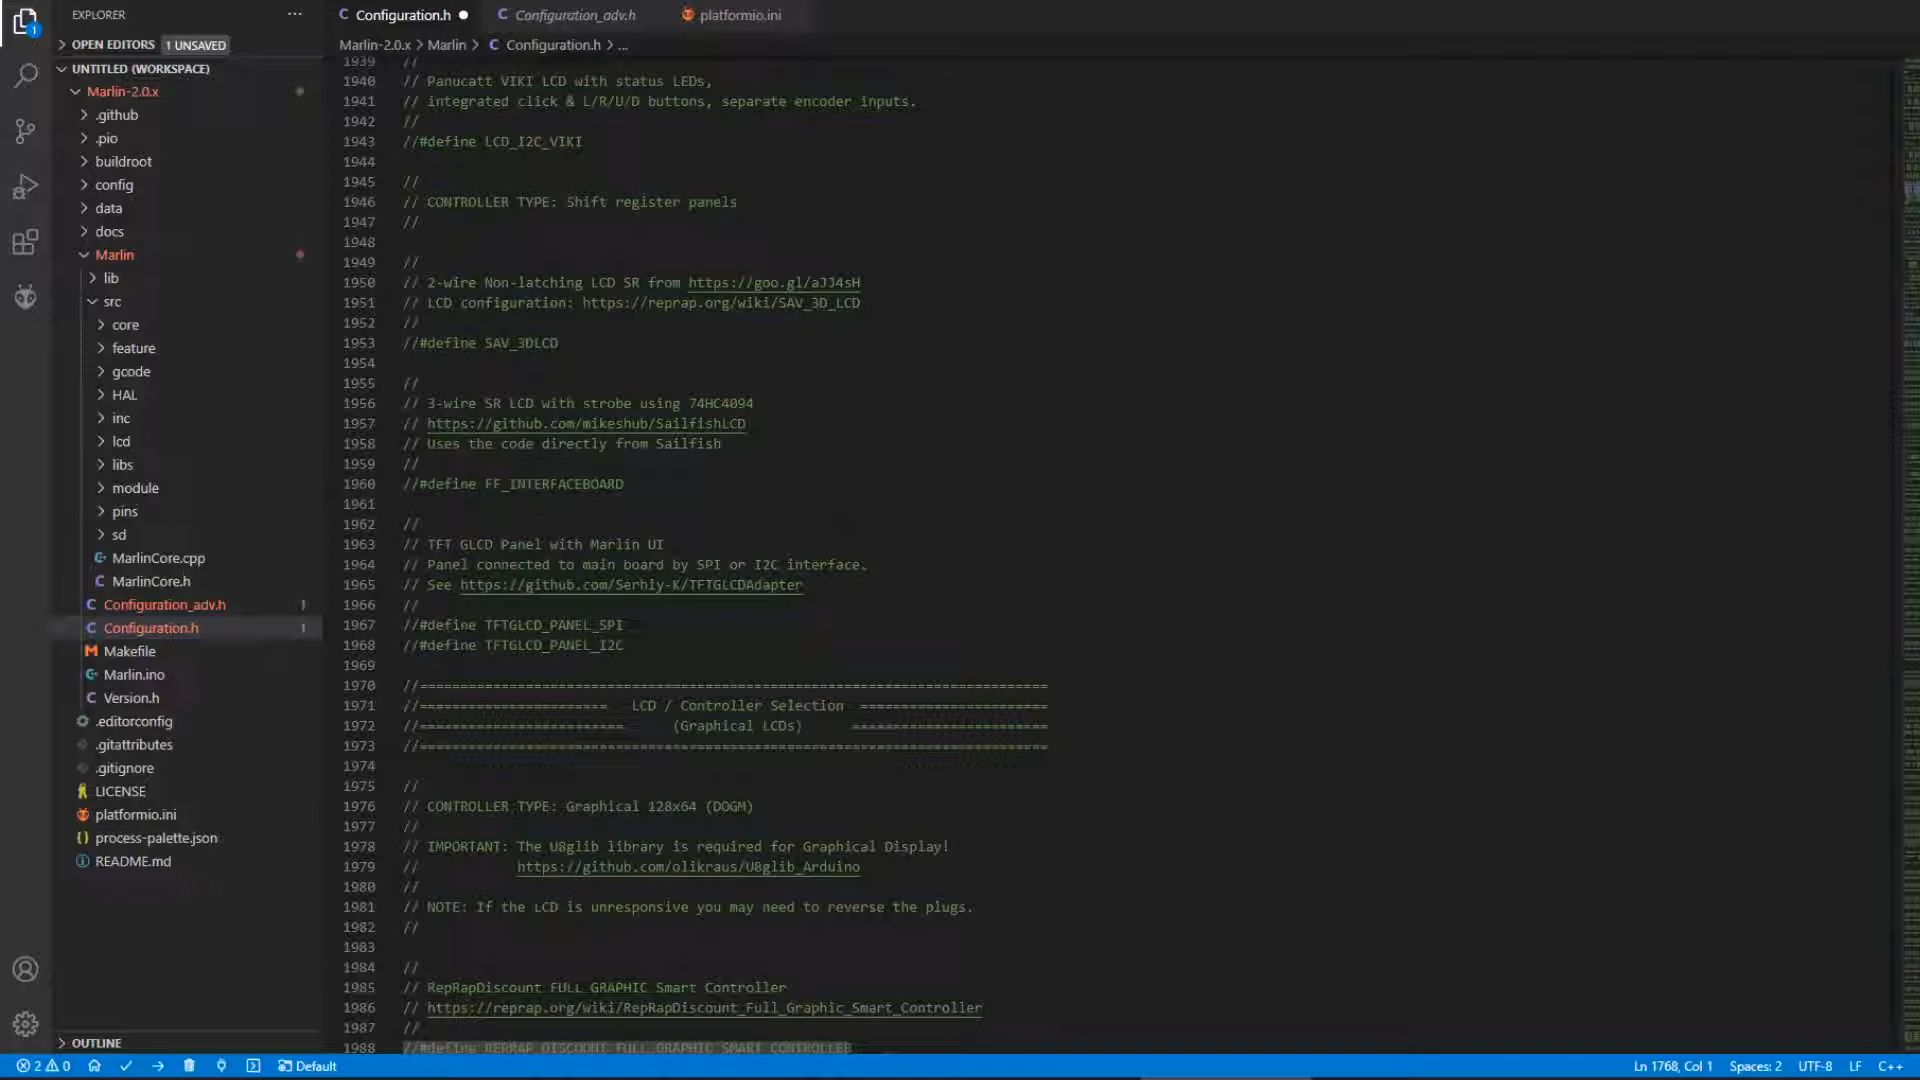 EXPLORER
OPEN EDITORS 1 UNSAVED
UNTITLED (WORKSPACE)
Marlin-2.0.x
.github
.pio
buildroot
config
data
docs
Marlin
lib
src
core
feature
gcode
HAL
inc
lcd
libs
module
pins
sd
MarlinCore.cpp
MarlinCore.h
Configuration_adv.h 1
Configuration.h 1
Makefile
Marlin.ino
Version.h
.editorconfig
.gitattributes
.gitignore
LICENSE
platformio.ini
process-palette.json
README.md
OUTLINE
Configuration.h
Configuration_adv.h
platformio.ini
Marlin-2.0.x > Marlin > C Configuration.h > ...
1939 //
1940 // Panucatt VIKI LCD with status LEDs,
1941 // integrated click & L/R/U/D buttons, separate encoder inputs.
1942 //
1943 //#define LCD_I2C_VIKI
1944
1945 //
1946 // CONTROLLER TYPE: Shift register panels
1947 //
1948
1949 //
1950 // 2-wire Non-latching LCD SR from https://goo.gl/aJJ4sH
1951 // LCD configuration: https://reprap.org/wiki/SAV_3D_LCD
1952 //
1953 //#define SAV_3DLCD
1954
1955 //
1956 // 3-wire SR LCD with strobe using 74HC4094
1957 // https://github.com/mikeshub/SailfishLCD
1958 // Uses the code directly from Sailfish
1959 //
1960 //#define FF_INTERFACEBOARD
1961
1962 //
1963 // TFT GLCD Panel with Marlin UI
1964 // Panel connected to main board by SPI or I2C interface.
1965 // See https://github.com/Serhiy-K/TFTGLCDAdapter
1966 //
1967 //#define TFTGLCD_PANEL_SPI
1968 //#define TFTGLCD_PANEL_I2C
1969
1970 //=============================================================================
1971 //======================= LCD / Controller Selection =======================
1972 //========================= (Graphical LCDs) ========================
1973 //=============================================================================
1974
1975 //
1976 // CONTROLLER TYPE: Graphical 128x64 (DOGM)
1977 //
1978 // IMPORTANT: The U8glib library is required for Graphical Display!
1979 // https://github.com/olikraus/U8glib_Arduino
1980 //
1981 // NOTE: If the LCD is unresponsive you may need to reverse the plugs.
1982 //
1983
1984 //
1985 // RepRapDiscount FULL GRAPHIC Smart Controller
1986 // https://reprap.org/wiki/RepRapDiscount_Full_Graphic_Smart_Controller
1987 //
1988 //#define REPRAP_DISCOUNT_FULL_GRAPHIC_SMART_CONTROLLER
2 0 Default Ln 1768, Col 1 Spaces: 2 UTF-8 LF C++